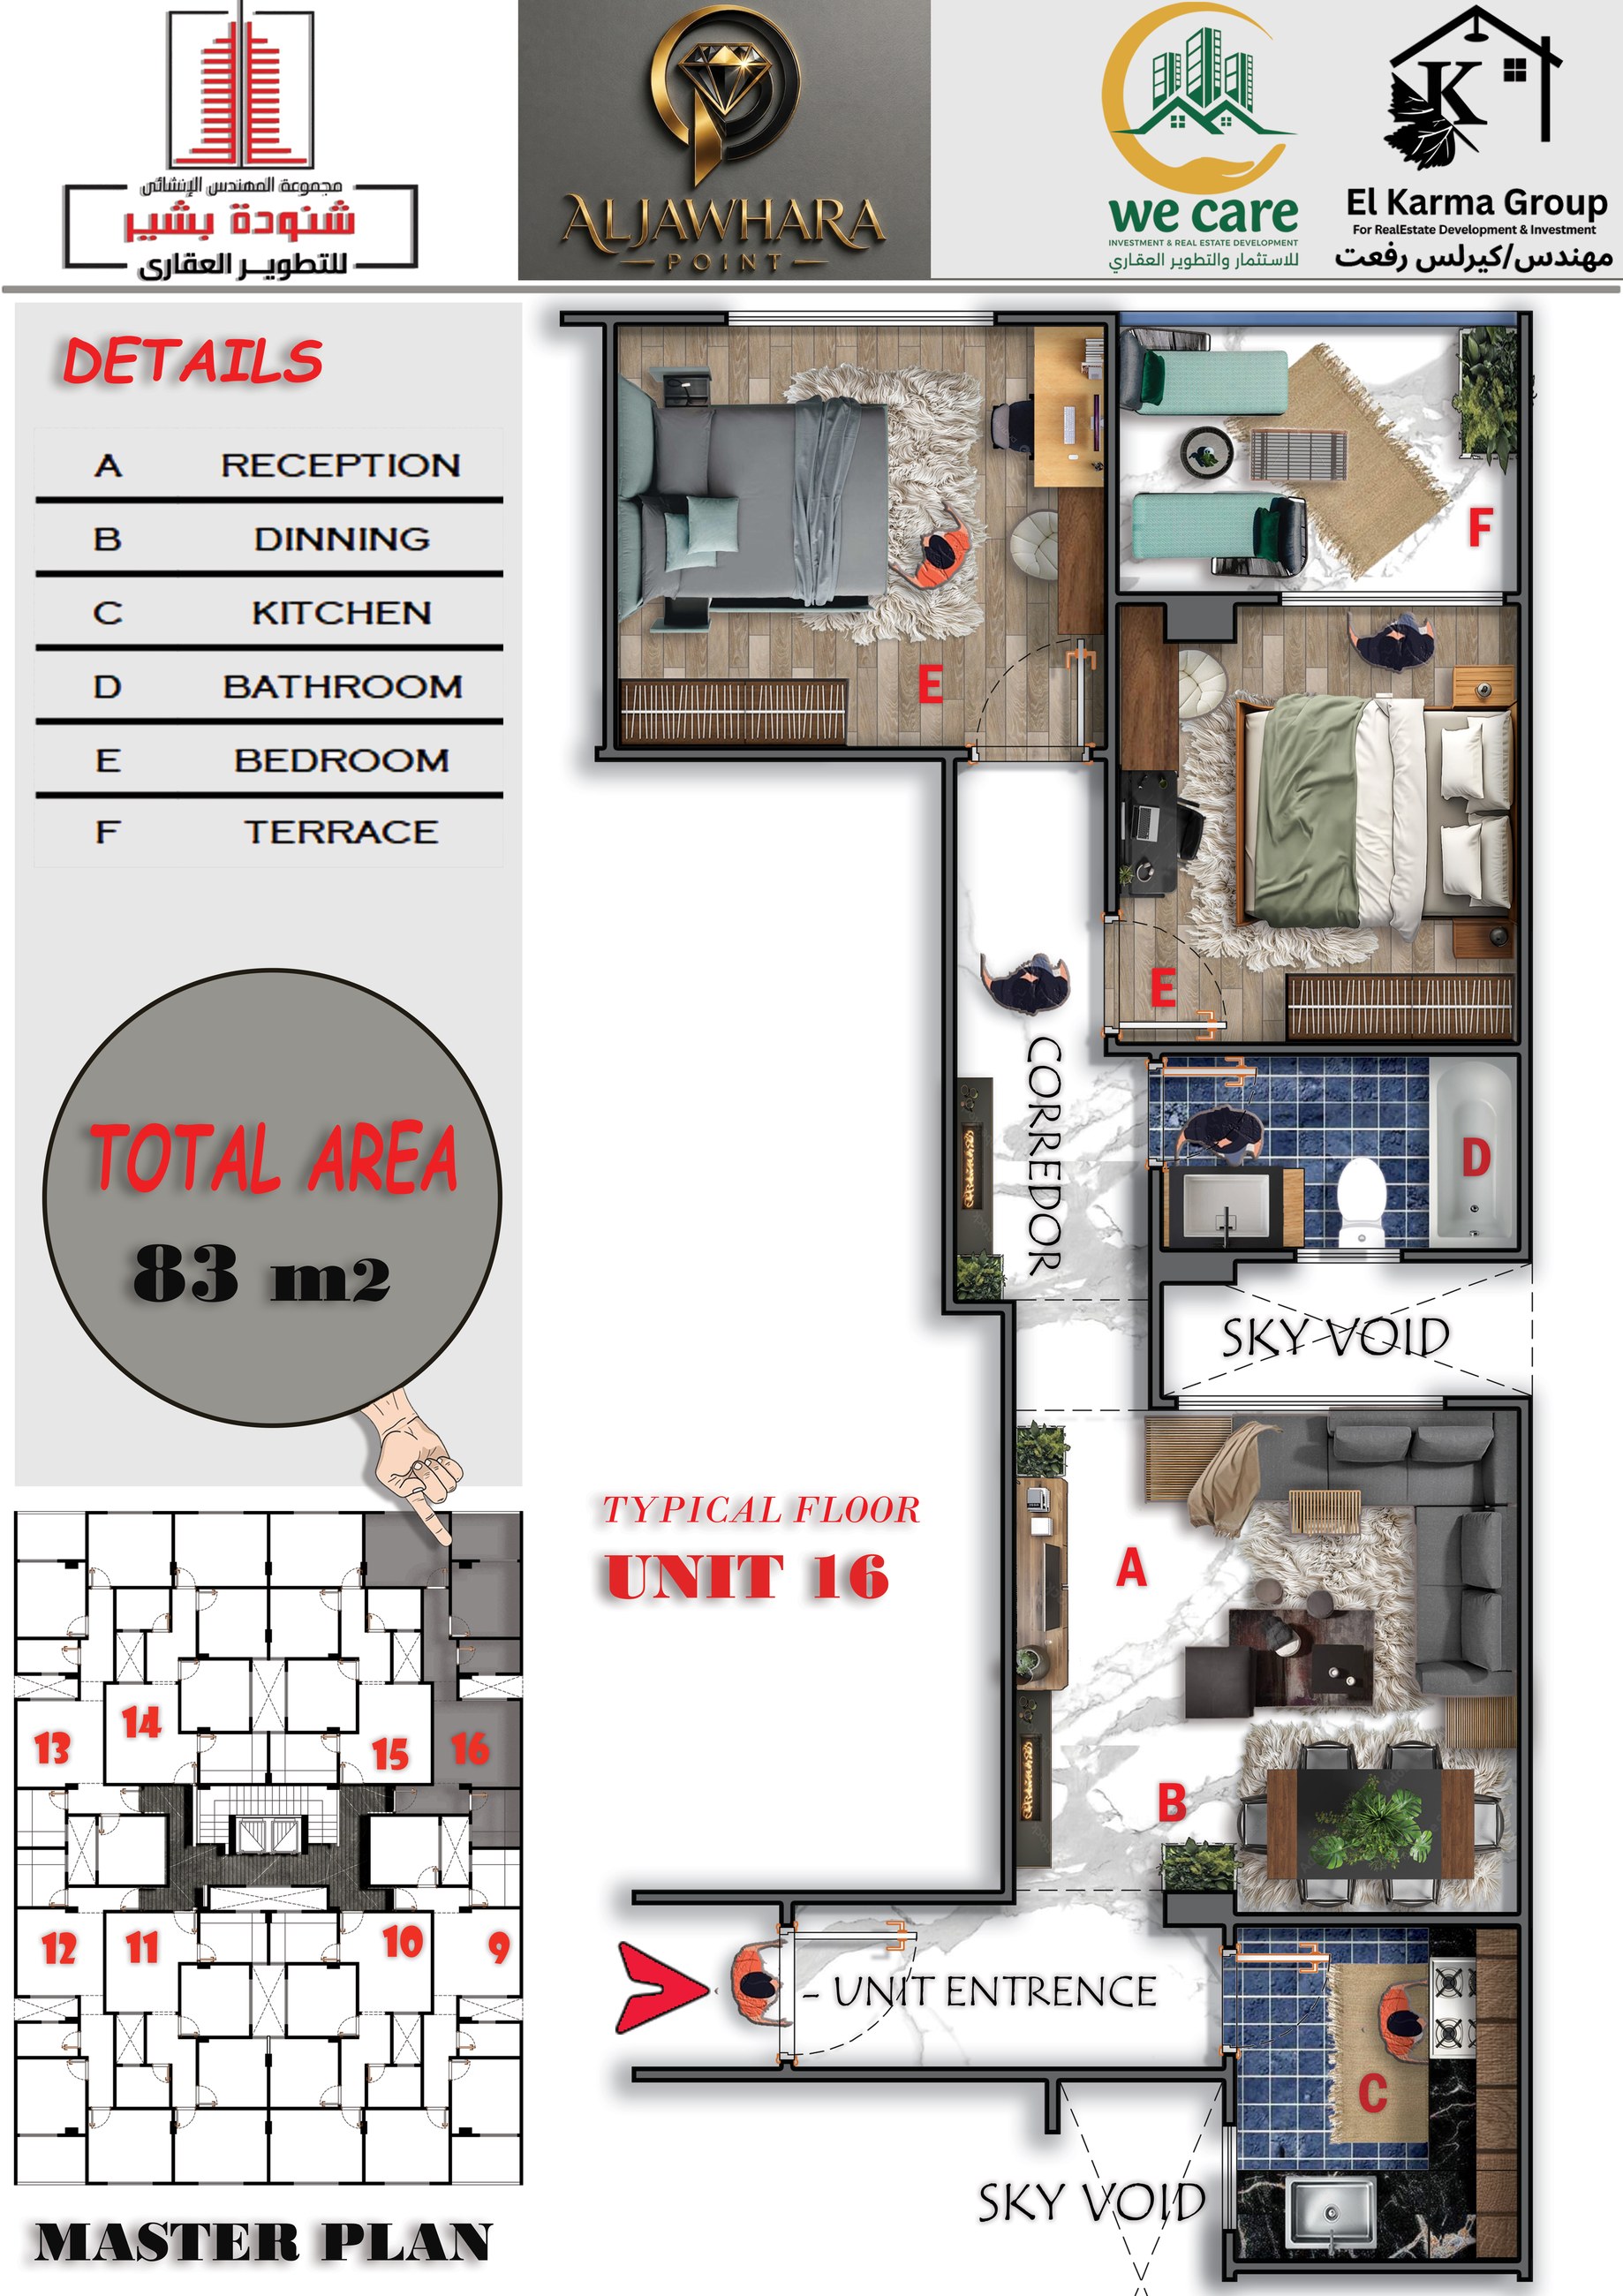 مجموعة المهندس الإنشائى
شنودة بشير
للتطوير العقارى
ALJAWHARA
POINT
we care
INVESTMENT & REAL ESTATE DEVELOPMENT
للاستثمار والتطوير العقاري
K
El Karma Group
For RealEstate Development & Investment
مهندس/كيرلس رفعت
DETAILS
A RECEPTION
B DINNING
C KITCHEN
D BATHROOM
E BEDROOM
F TERRACE
TOTAL AREA
83 m2
F
E
E
CORREDOR
D
SKY VOID
TYPICAL FLOOR
UNIT 16
A
B
- UNIT ENTRENCE
C
SKY VOID
14
13
15
16
12
11
10
9
MASTER PLAN